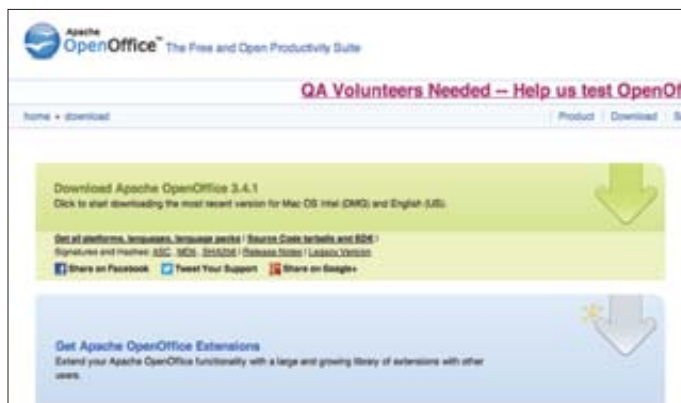 Apache
OpenOffice™ The Free and Open Productivity Suite
QA Volunteers Needed -- Help us test OpenOf
home » download
Product Download S
Download Apache OpenOffice 3.4.1
Click to start downloading the most recent version for Mac OS Intel (DMG) and English (US).
Get all platforms, languages, language packs | Source Code tarballs and SDK |
Signatures and Hashes: ASC , MD5 , SHA256 | Release Notes | Legacy Version
Share on Facebook Tweet Your Support Share on Google+
Get Apache OpenOffice Extensions
Extend your Apache OpenOffice functionality with a large and growing library of extensions with other
users.